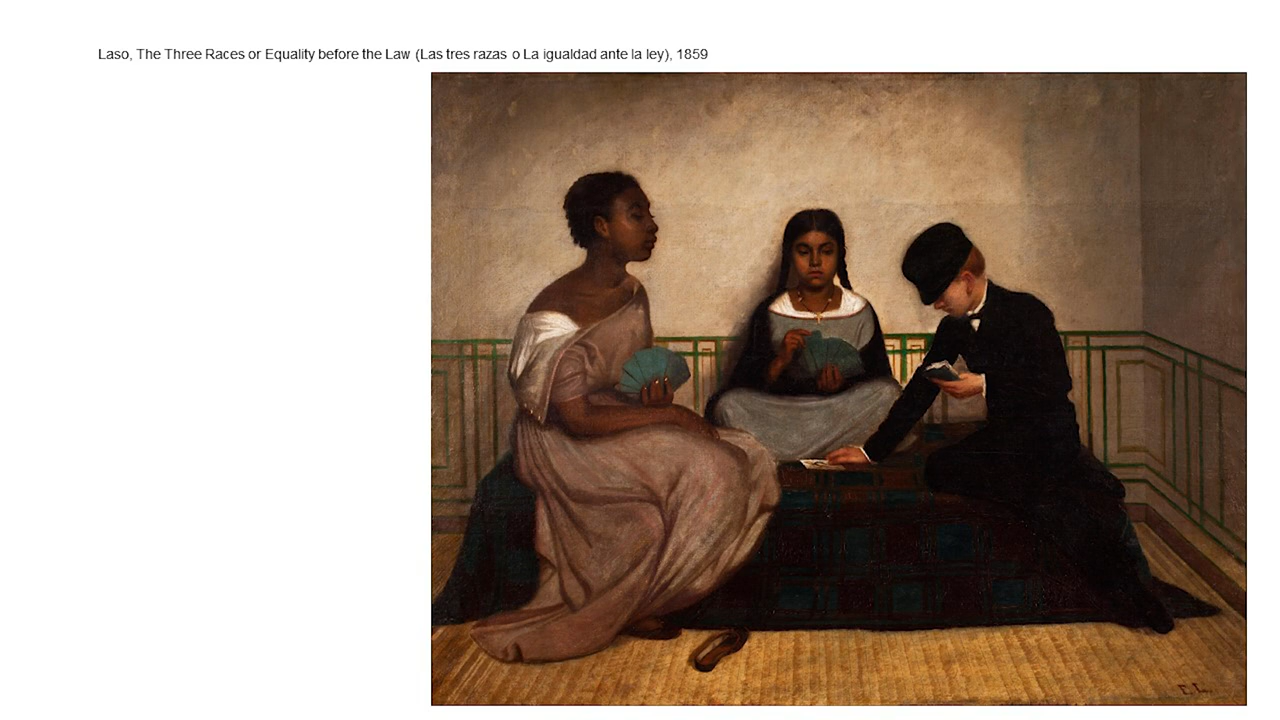 Laso, The Three Races or Equality before the Law (Las tres razas o La igualdad ante la ley), 1859